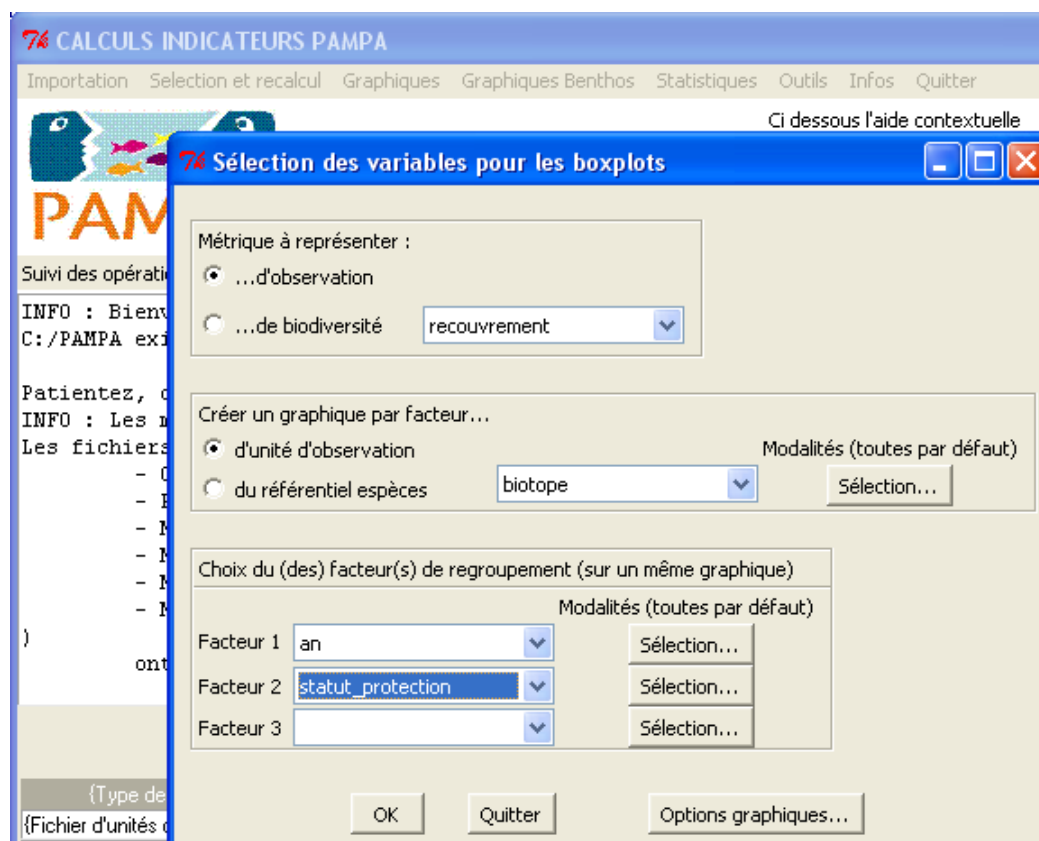 CALCULS INDICATEURS PAMPA
Importation Selection et recalcul Graphiques Graphiques Benthos Statistiques Outils Infos Quitter
Ci dessous l'aide contextuelle
Sélection des variables pour les boxplots
PAM
Métrique à représenter :
Suivi des opérati
...d'observation
INFO : Bienv
...de biodiversité recouvrement
C:/PAMPA exi
Patientez, d
Créer un graphique par facteur...
INFO : Les m
Les fichiers
d'unité d'observation Modalités (toutes par défaut)
du référentiel espèces biotope Sélection...
Choix du (des) facteur(s) de regroupement (sur un même graphique)
Modalités (toutes par défaut)
)
Facteur 1 an Sélection...
ont
Facteur 2 statut_protection Sélection...
Facteur 3 Sélection...
{Type de
OK Quitter Options graphiques...
{Fichier d'unités